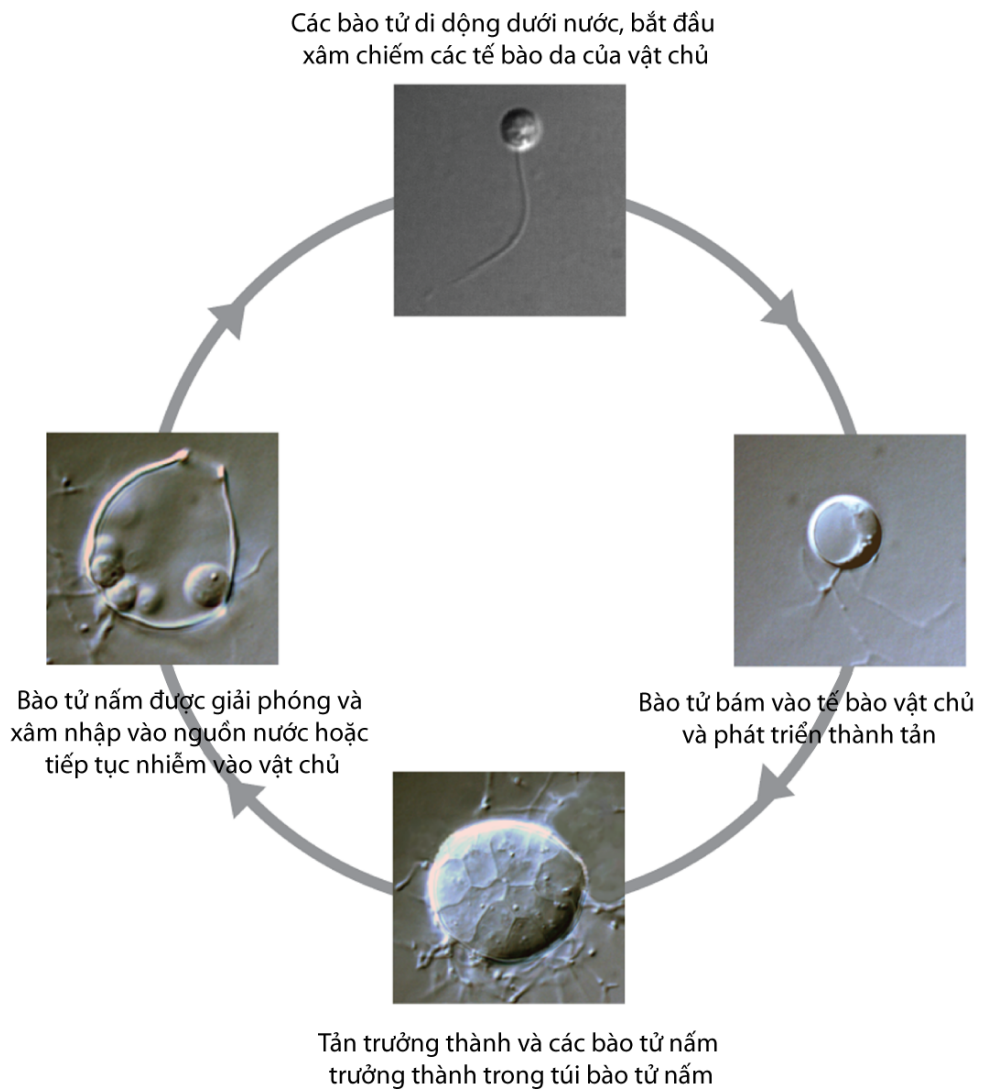 Các bào tử di dộng dưới nước, bắt đầu
xâm chiếm các tế bào da của vật chủ
Bào tử nấm được giải phóng và
xâm nhập vào nguồn nước hoặc
tiếp tục nhiễm vào vật chủ
Bào tử bám vào tế bào vật chủ
và phát triển thành tản
Tản trưởng thành và các bào tử nấm
trưởng thành trong túi bào tử nấm